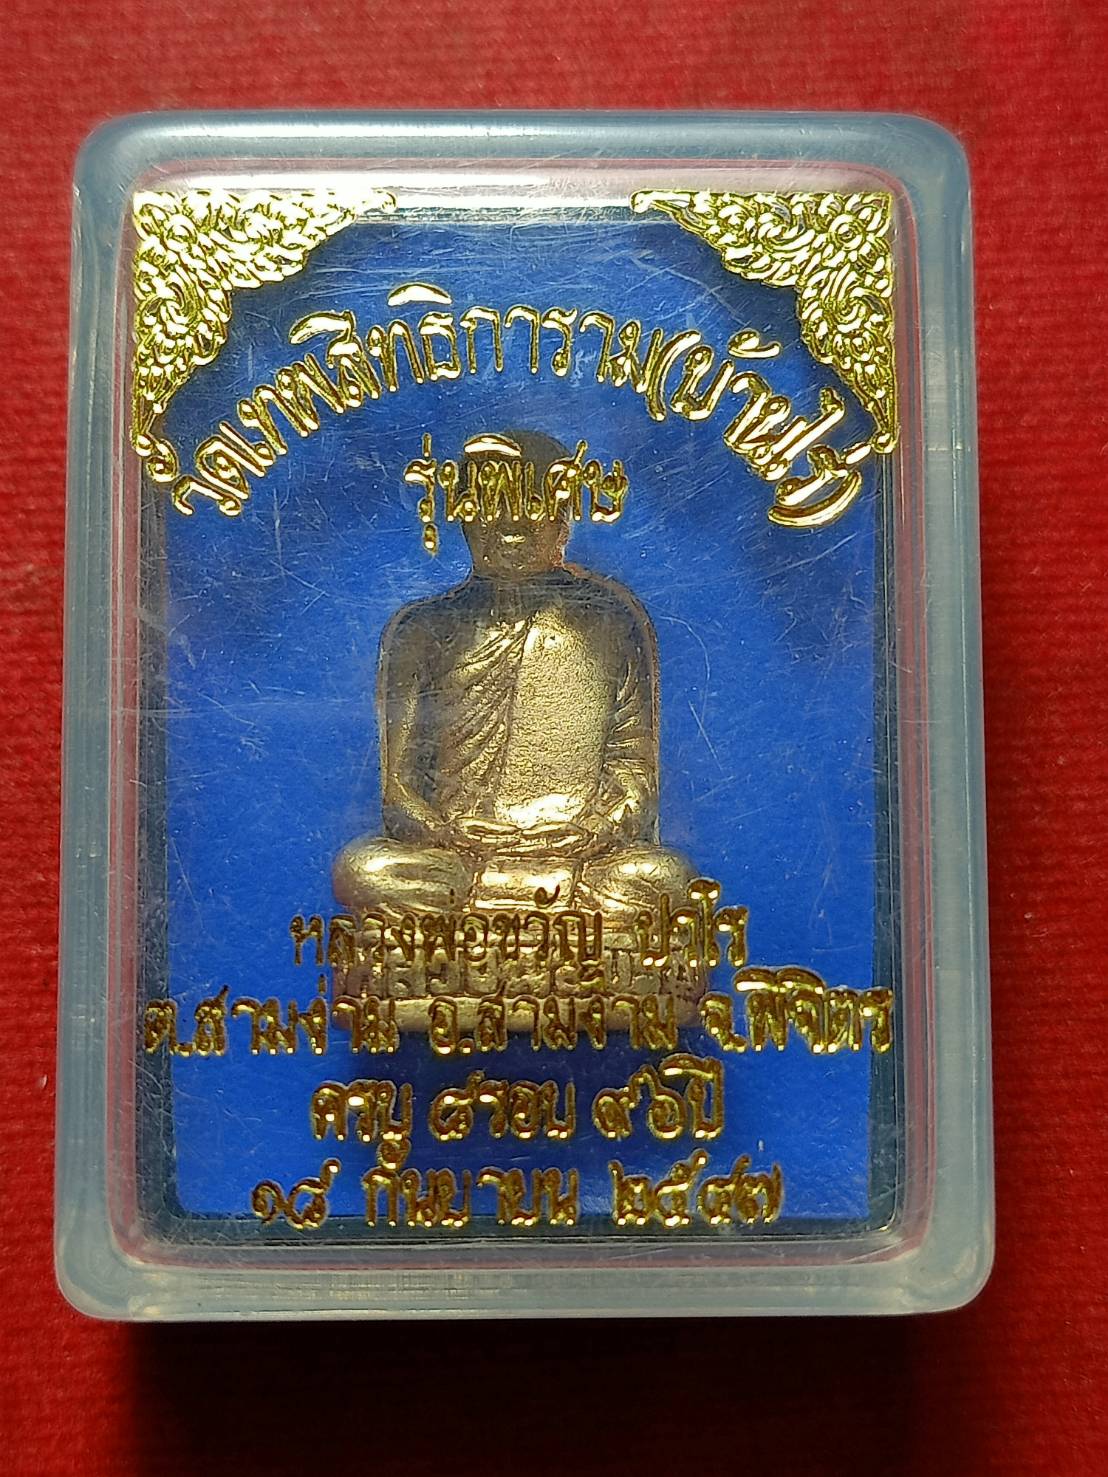 วัดเทพสิทธิการาม(บ้านไร่)
รุ่นพิเศษ
หลวงพ่อขวัญ ปวโร
ต.สามง่าม อ.สามง่าม จ.พิจิตร
ครบ ๘รอบ ๙๖ปี
๑๘ กันยายน ๒๕๔๗